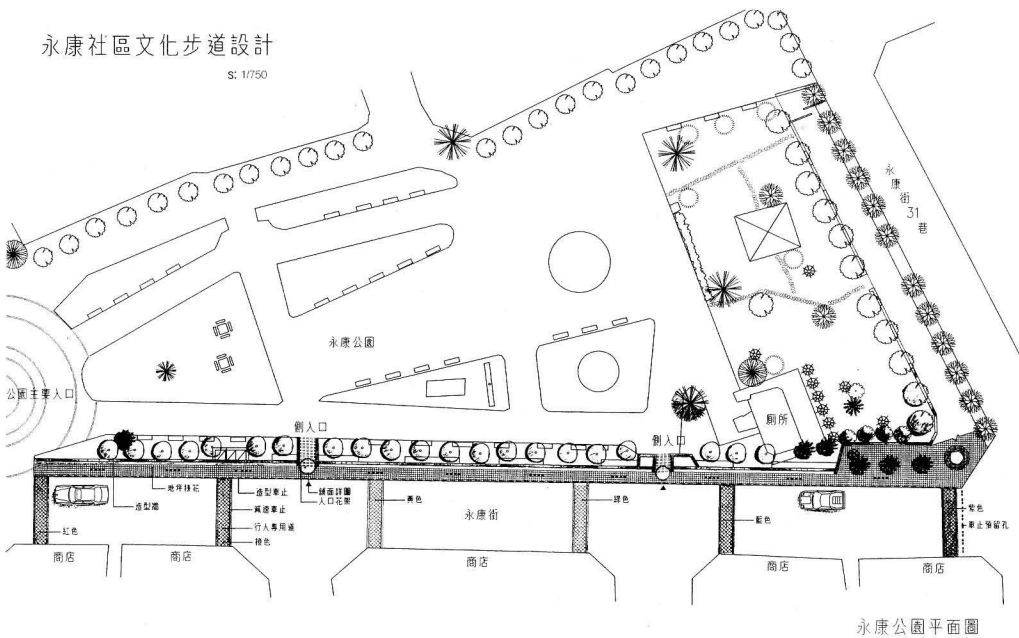 永康社區文化步道設計
S: 1/750
永康街31巷
永康公園
公園主要入口
側入口
側入口
廁所
地坪拼花
造型牆
造型車止
減速車止
行人專用道
橙色
鋪面詳圖
入口花架
黃色
綠色
藍色
紫色
車止預留孔
紅色
永康街
商店
商店
商店
商店
商店
永康公園平面圖